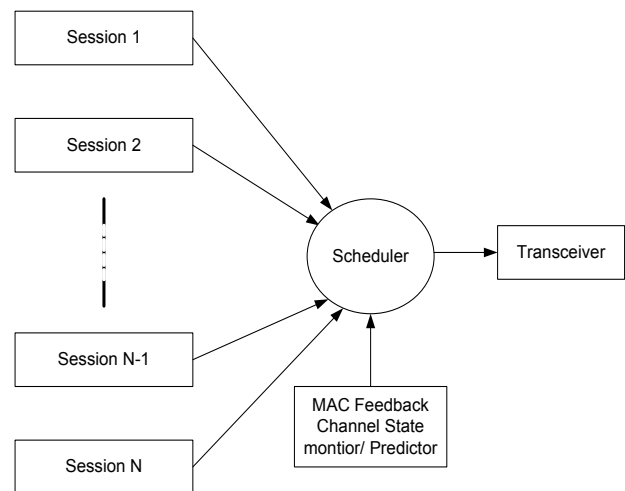 Session 1
Session 2
Scheduler
Transceiver
Session N-1
MAC Feedback
Channel State
montior/ Predictor
Session N